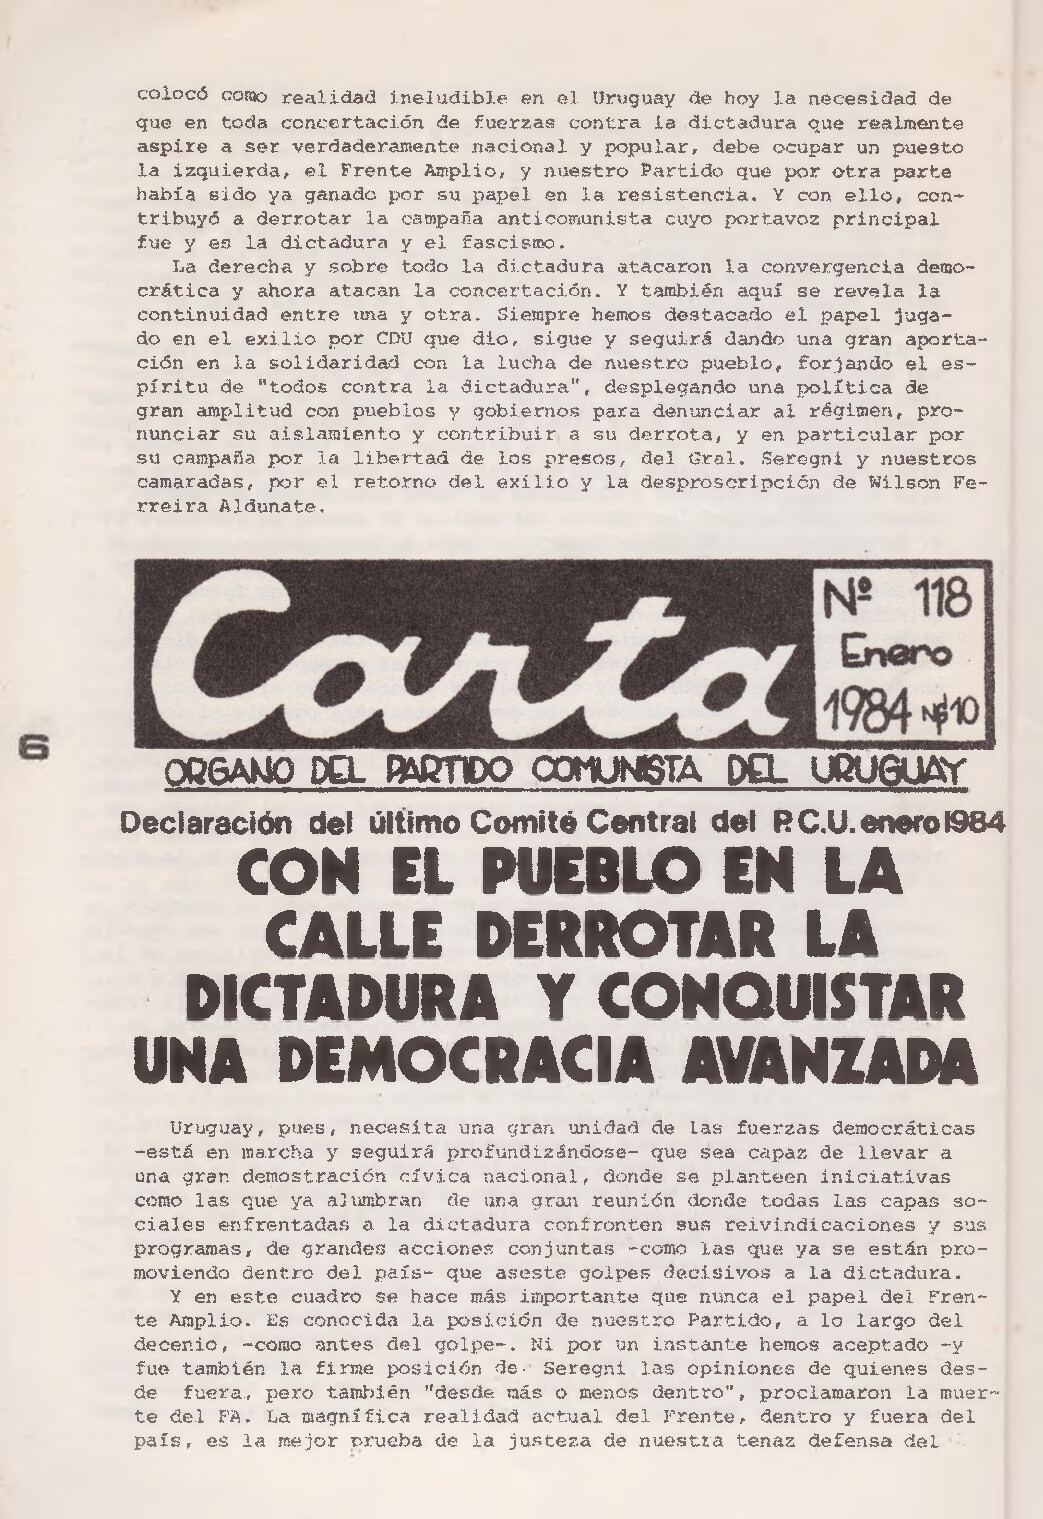 colocó como realidad ineludible en el Uruguay de hoy la necesidad de
que en toda concertación de fuerzas contra la dictadura que realmente
aspire a ser verdaderamente nacional y popular, debe ocupar un puesto
la izquierda, el Frente Amplio, y nuestro Partido que por otra parte
había sido ya ganado por su papel en la resistencia. Y con ello, con-
tribuyó a derrotar la campaña anticomunista cuyo portavoz principal
fue y es la dictadura y el fascismo.
La derecha y sobre todo la dictadura atacaron la convergencia demo-
crática y ahora atacan la concertación. Y también aquí se revela la
continuidad entre una y otra. Siempre hemos destacado el papel juga-
do en el exilio por CDU que dio, sigue y seguirá dando una gran aporta-
ción en la solidaridad con la lucha de nuestro pueblo, forjando el es-
píritu de "todos contra la dictadura", desplegando una política de
gran amplitud con pueblos y gobiernos para denunciar al régimen, pro-
nunciar su aislamiento y contribuir a su derrota, y en particular por
su campaña por la libertad de los presos, del Gral. Seregni y nuestros
camaradas, por el retorno del exilio y la desproscripción de Wilson Fe-
rreira Aldunate.
Carta
Nº 118
Enero
1984 N$10
ORGANO DEL PARTIDO COMUNISTA DEL URUGUAY
6
Declaración del último Comité Central del P.C.U. enero 1984
CON EL PUEBLO EN LA
CALLE DERROTAR LA
DICTADURA Y CONQUISTAR
UNA DEMOCRACIA AVANZADA
Uruguay, pues, necesita una gran unidad de las fuerzas democráticas
-está en marcha y seguirá profundizándose- que sea capaz de llevar a
una gran demostración cívica nacional, donde se planteen iniciativas
como las que ya alumbran de una gran reunión donde todas las capas so-
ciales enfrentadas a la dictadura confronten sus reivindicaciones y sus
programas, de grandes acciones conjuntas -como las que ya se están pro-
moviendo dentro del país- que aseste golpes decisivos a la dictadura.
Y en este cuadro se hace más importante que nunca el papel del Fren-
te Amplio. Es conocida la posición de nuestro Partido, a lo largo del
decenio, -como antes del golpe-. Ni por un instante hemos aceptado -y
fue también la firme posición de Seregni las opiniones de quienes des-
de fuera, pero también "desde más o menos dentro", proclamaron la muer-
te del FA. La magnífica realidad actual del Frente, dentro y fuera del
país, es la mejor prueba de la justeza de nuestra tenaz defensa del